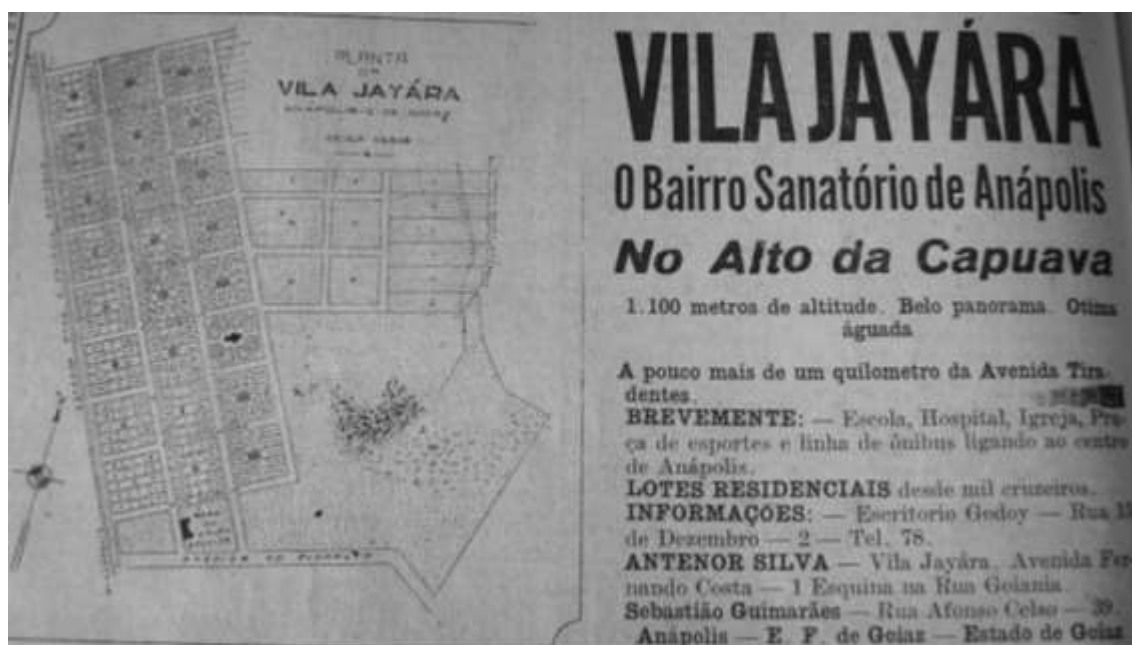 PLANTA
DA
VILA JAYÁRA
VILA JAYÁRA
O Bairro Sanatório de Anápolis
No Alto da Capuava
1.100 metros de altitude. Belo panorama. Otima
águada
A pouco mais de um quilometro da Avenida Tira-
dentes.
BREVEMENTE: — Escola, Hospital, Igreja, Pra-
ça de esportes e linha de ônibus ligando ao centro
de Anápolis.
LOTES RESIDENCIAIS desde mil cruzeiros.
INFORMAÇOES: — Escritorio Godoy — Rua 15
de Dezembro — 2 — Tel. 78.
ANTENOR SILVA — Vila Jayára. Avenida Fer-
nando Costa — 1 Esquina na Rua Goiania.
Sebastião Guimarães — Rua Afonso Celso — 39.
Anápolis — E. F. de Goiaz — Estado de Goiaz